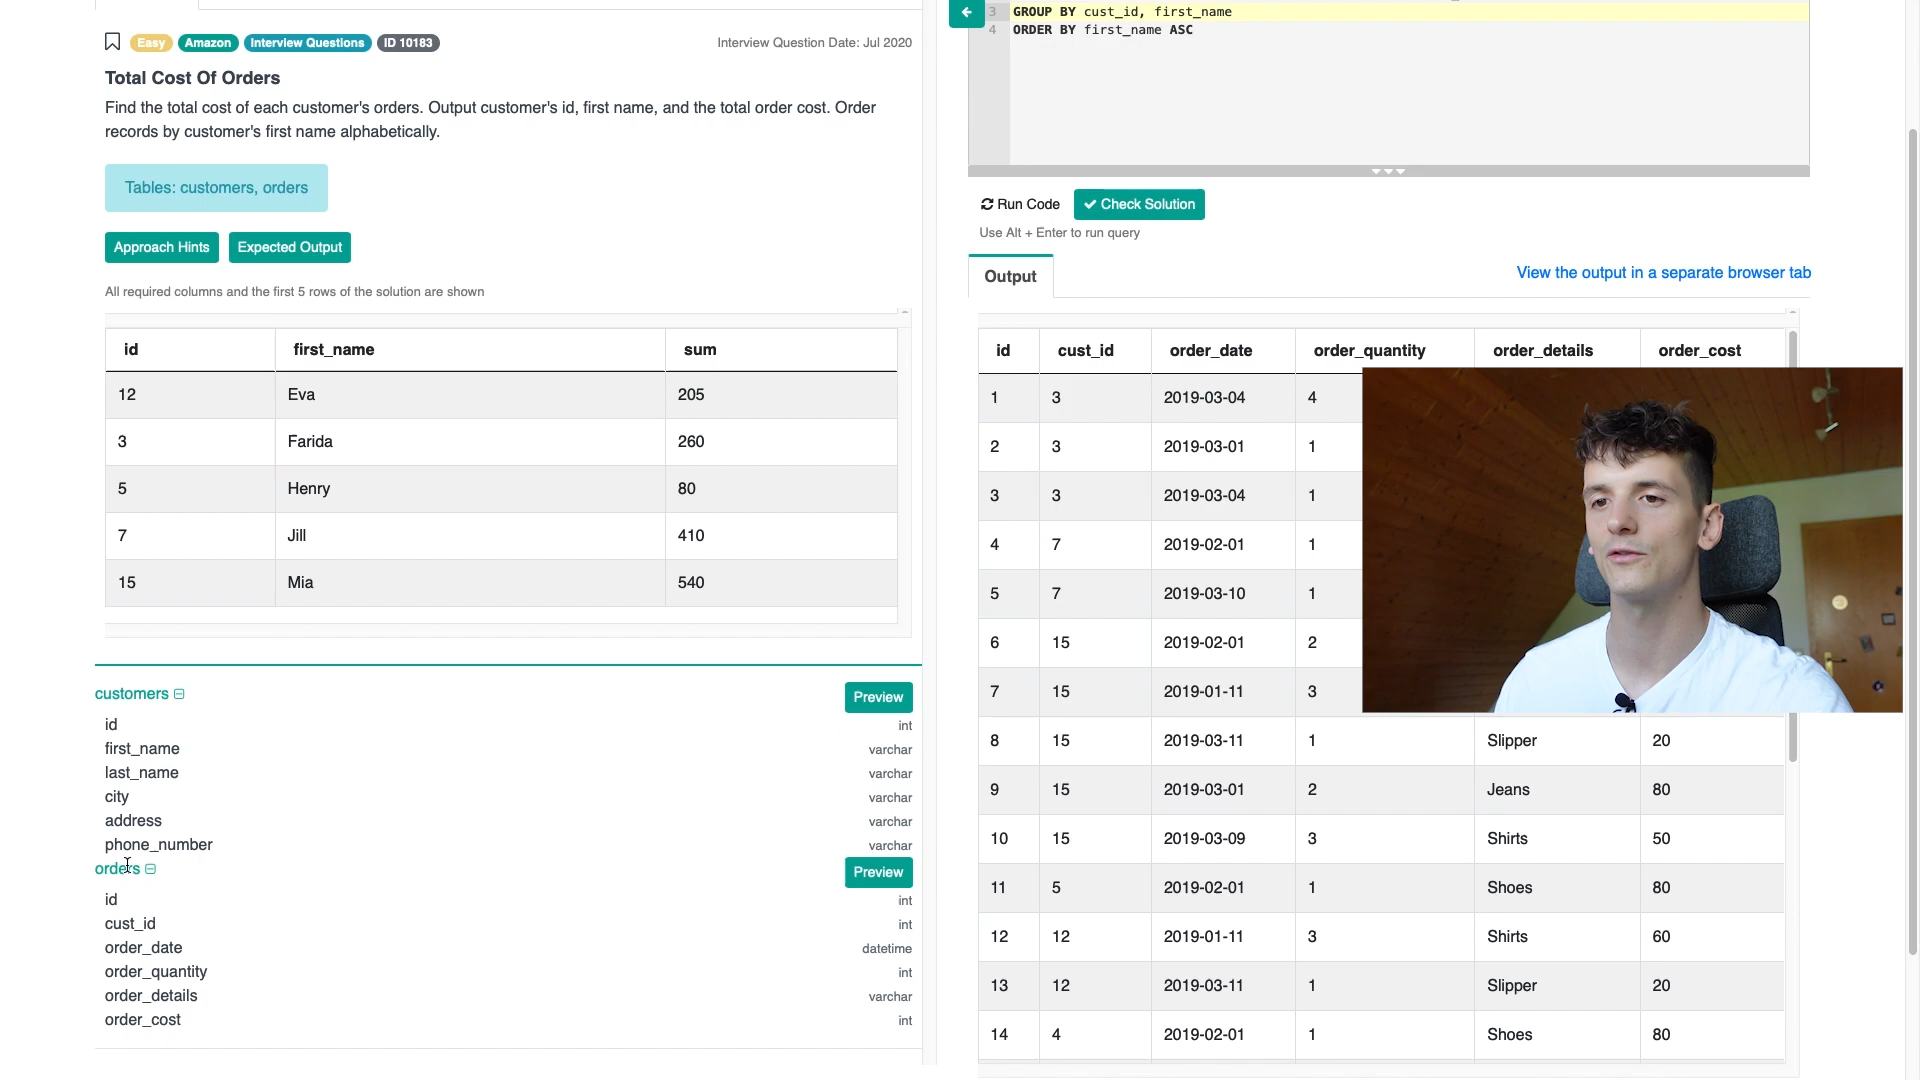 Easy Amazon Interview Questions ID 10183
Interview Question Date: Jul 2020
Total Cost Of Orders
Find the total cost of each customer's orders. Output customer's id, first name, and the total order cost. Order
records by customer's first name alphabetically.
Tables: customers, orders
Approach Hints Expected Output
All required columns and the first 5 rows of the solution are shown
id first_name sum
12 Eva 205
3 Farida 260
5 Henry 80
7 Jill 410
15 Mia 540
customers Preview
id int
first_name varchar
last_name varchar
city varchar
address varchar
phone_number varchar
orders Preview
id int
cust_id int
order_date datetime
order_quantity int
order_details varchar
order_cost int
3 GROUP BY cust_id, first_name
4 ORDER BY first_name ASC
Run Code Check Solution
Use Alt + Enter to run query
Output
View the output in a separate browser tab
id cust_id order_date order_quantity order_details order_cost
1 3 2019-03-04 4
2 3 2019-03-01 1
3 3 2019-03-04 1
4 7 2019-02-01 1
5 7 2019-03-10 1
6 15 2019-02-01 2
7 15 2019-01-11 3
8 15 2019-03-11 1 Slipper 20
9 15 2019-03-01 2 Jeans 80
10 15 2019-03-09 3 Shirts 50
11 5 2019-02-01 1 Shoes 80
12 12 2019-01-11 3 Shirts 60
13 12 2019-03-11 1 Slipper 20
14 4 2019-02-01 1 Shoes 80